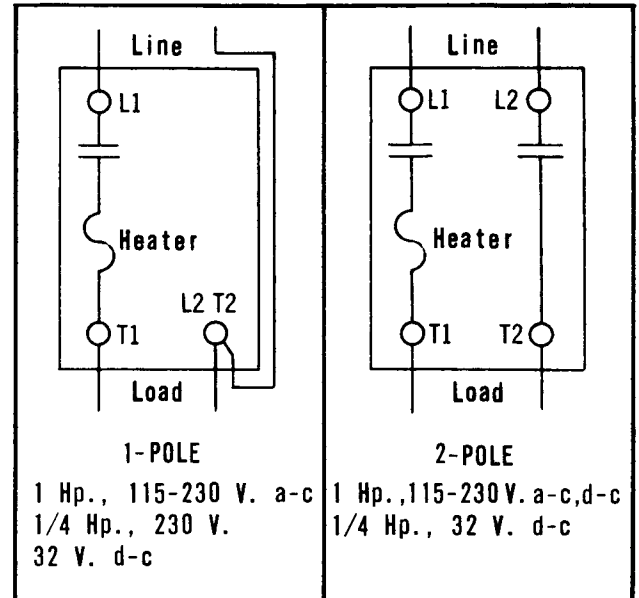 Line
L1
Heater
L2 T2
T1
Load
1-POLE
1 Hp., 115-230 V. a-c
1/4 Hp., 230 V.
32 V. d-c
Line
L1 L2
Heater
T1 T2
Load
2-POLE
1 Hp.,115-230 V. a-c,d-c
1/4 Hp., 32 V. d-c